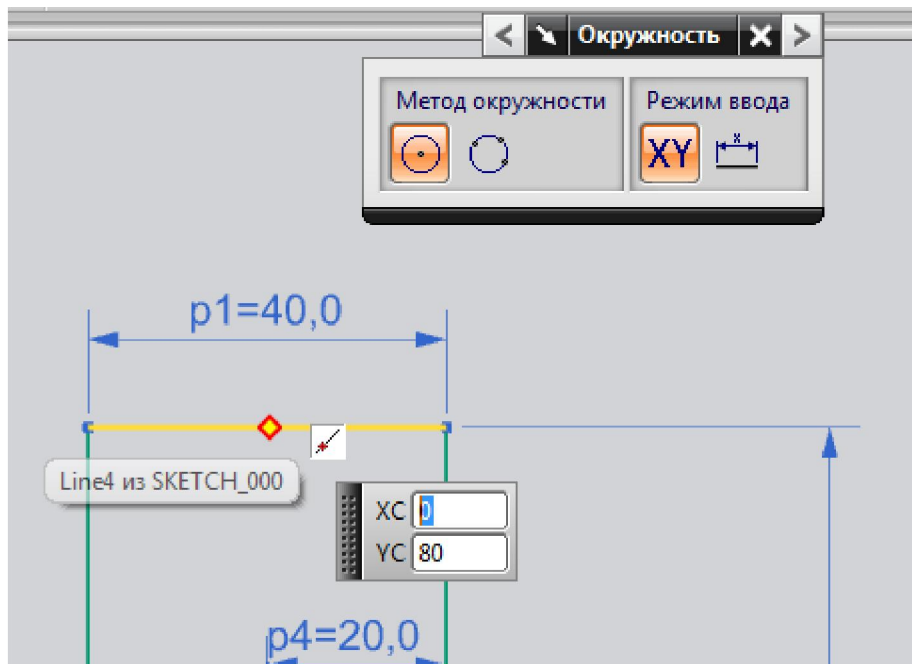 Окружность
Метод окружности
Режим ввода
XY
x
p1=40,0
Line4 из SKETCH_000
XC 0
YC 80
p4=20,0